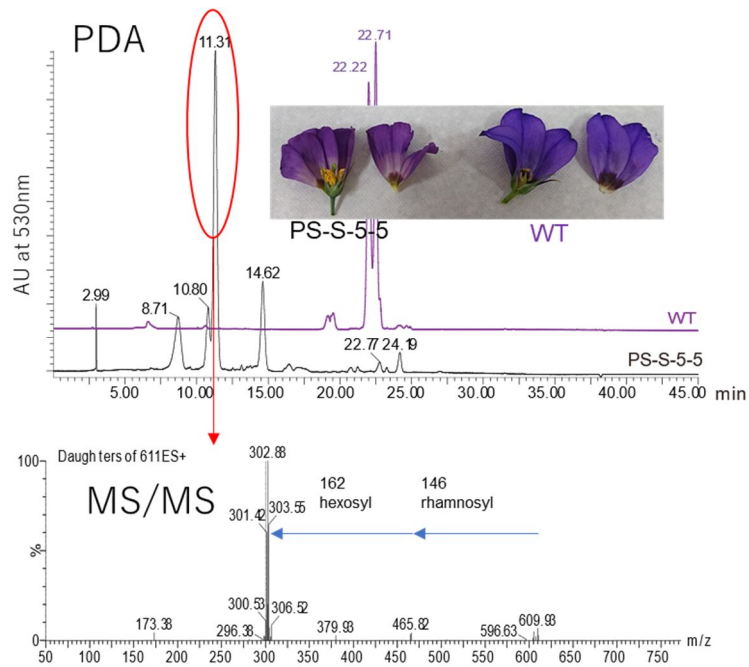 PDA
11.31
22.71
22.22
PS-S-5-5
WT
AU at 530nm
2.99
8.71
10.80
14.62
WT
22.77
24.19
PS-S-5-5
5.00 10.00 15.00 20.00 25.00 30.00 35.00 40.00 45.00 min
Daughters of 611ES+
302.88
100
MS/MS
162
hexosyl
146
rhamnosyl
303.55
301.42
%
300.53
306.52
173.38
296.38
379.93
465.82
596.63
609.93
0
50 100 150 200 250 300 350 400 450 500 550 600 650 700 750 m/z